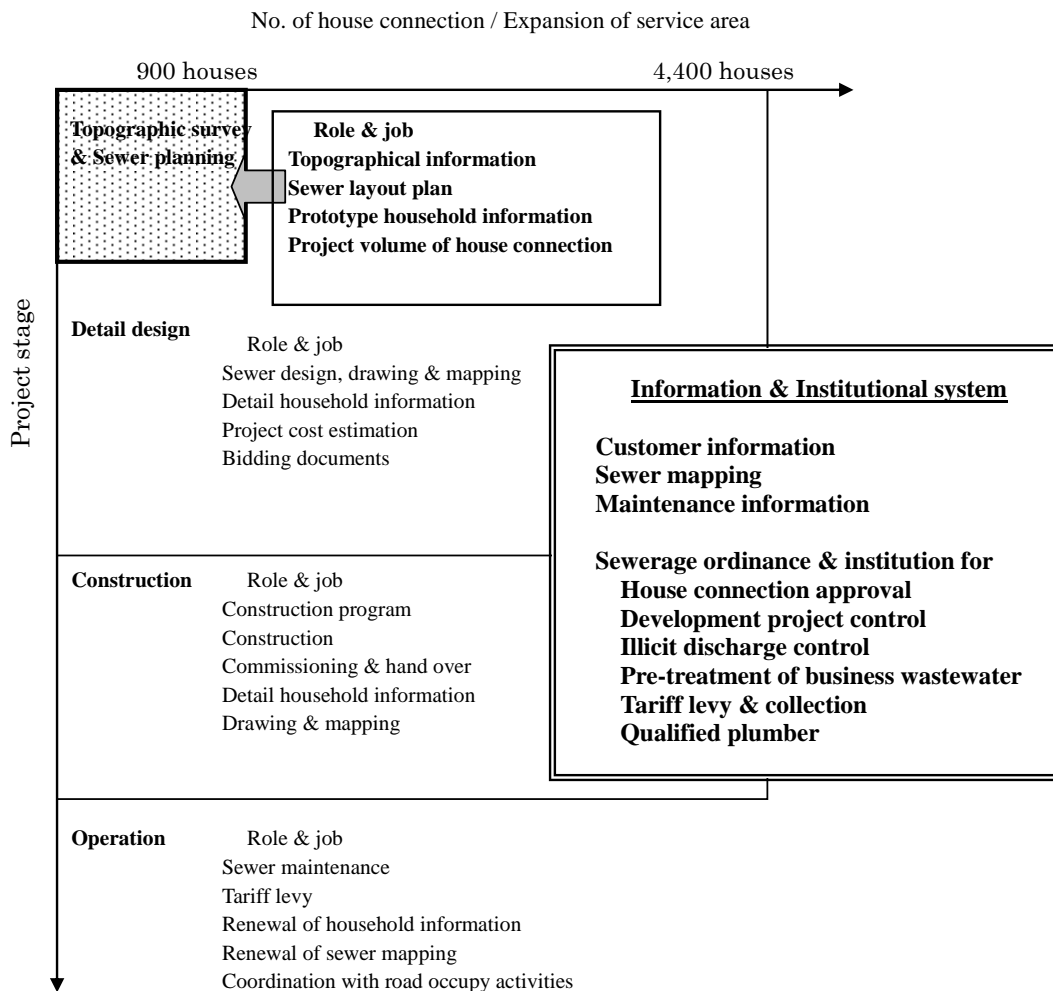 No. of house connection / Expansion of service area
900 houses
4,400 houses
Project stage
Topographic survey
& Sewer planning
Role & job
Topographical information
Sewer layout plan
Prototype household information
Project volume of house connection
Detail design
Role & job
Sewer design, drawing & mapping
Detail household information
Project cost estimation
Bidding documents
Information & Institutional system
Customer information
Sewer mapping
Maintenance information
Sewerage ordinance & institution for
House connection approval
Development project control
Illicit discharge control
Pre-treatment of business wastewater
Tariff levy & collection
Qualified plumber
Construction
Role & job
Construction program
Construction
Commissioning & hand over
Detail household information
Drawing & mapping
Operation
Role & job
Sewer maintenance
Tariff levy
Renewal of household information
Renewal of sewer mapping
Coordination with road occupy activities